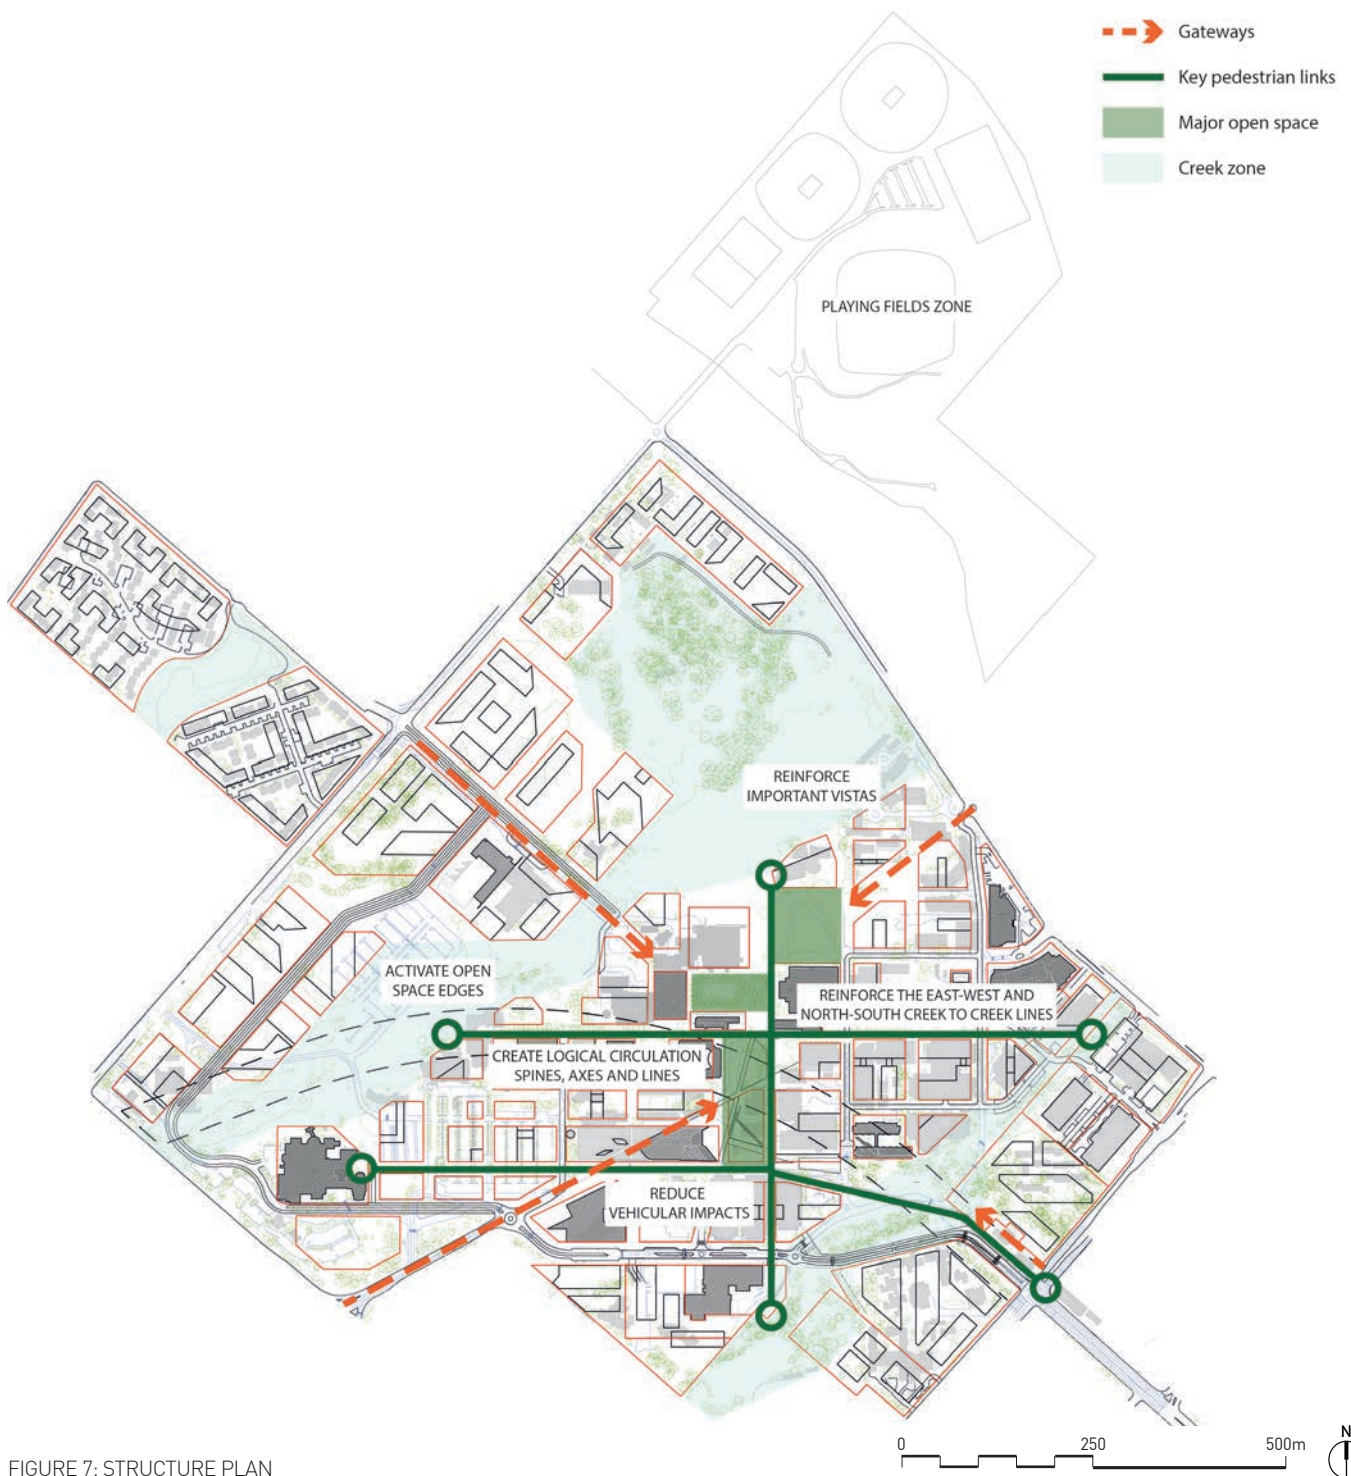 Gateways
Key pedestrian links
Major open space
Creek zone
PLAYING FIELDS ZONE
REINFORCE
IMPORTANT VISTAS
ACTIVATE OPEN
SPACE EDGES
REINFORCE THE EAST-WEST AND
NORTH-SOUTH CREEK TO CREEK LINES
CREATE LOGICAL CIRCULATION
SPINES, AXES AND LINES
REDUCE
VEHICULAR IMPACTS
0 250 500m
N
FIGURE 7: STRUCTURE PLAN